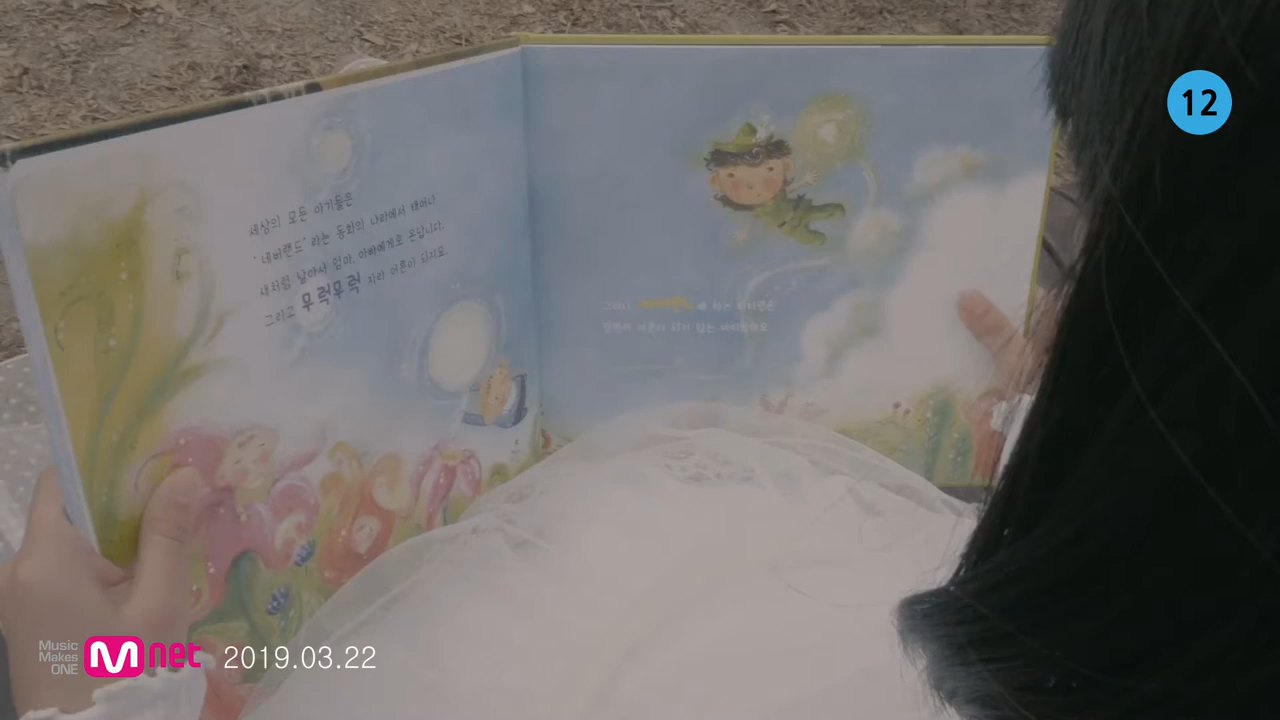 세상의 모든 아기들은
'네버랜드' 라는 동화의 나라에서 태어나
새처럼 날아서 엄마, 아빠에게로 온답니다.
그리고 무럭무럭 자라 어른이 되지요.
12
Music
Makes
ONE
Mnet
2019.03.22